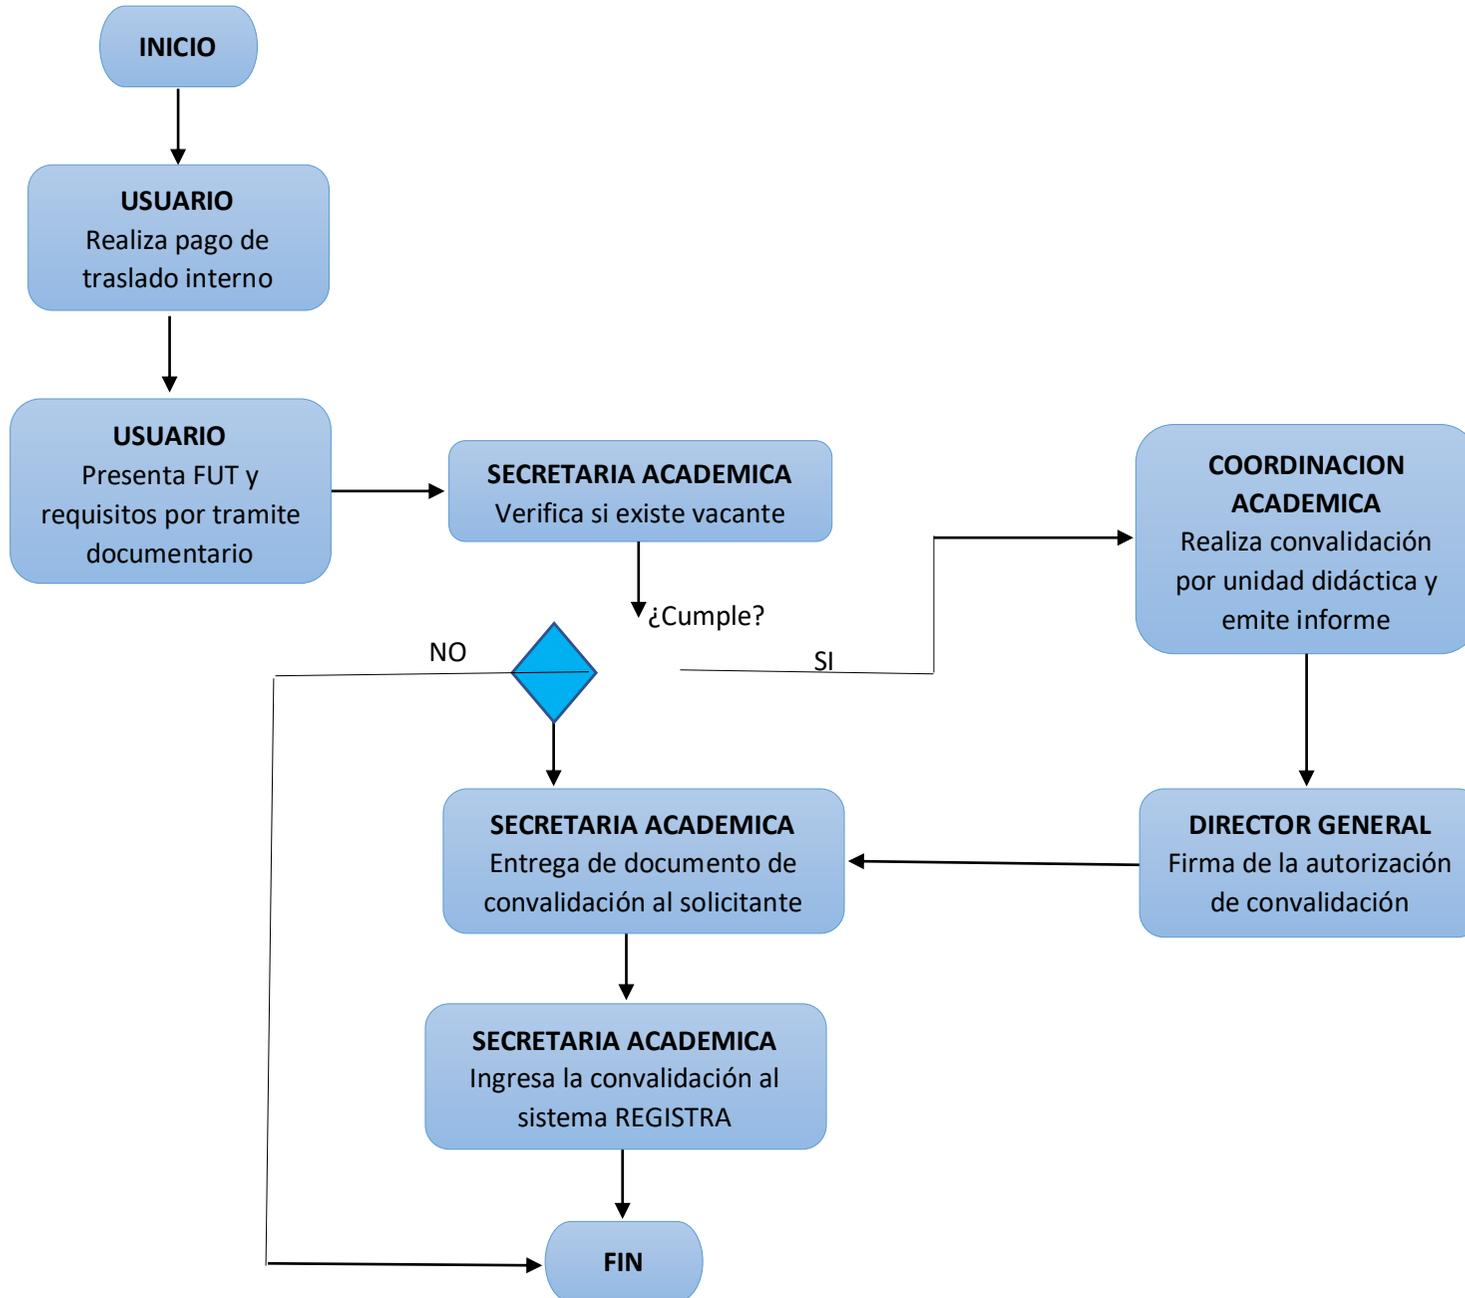 INICIO
USUARIO
Realiza pago de
traslado interno
USUARIO
Presenta FUT y
requisitos por tramite
documentario
SECRETARIA ACADEMICA
Verifica si existe vacante
¿Cumple?
NO
SI
COORDINACION
ACADEMICA
Realiza convalidación
por unidad didáctica y
emite informe
DIRECTOR GENERAL
Firma de la autorización
de convalidación
SECRETARIA ACADEMICA
Entrega de documento de
convalidación al solicitante
SECRETARIA ACADEMICA
Ingresa la convalidación al
sistema REGISTRA
FIN